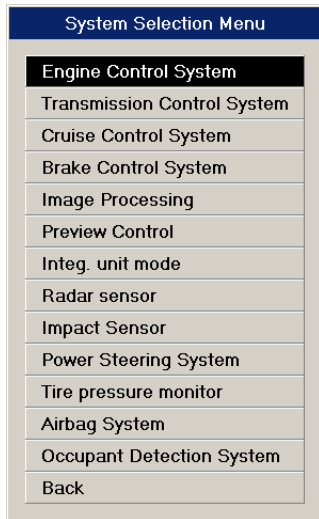 System Selection Menu
Engine Control System
Transmission Control System
Cruise Control System
Brake Control System
Image Processing
Preview Control
Integ. unit mode
Radar sensor
Impact Sensor
Power Steering System
Tire pressure monitor
Airbag System
Occupant Detection System
Back